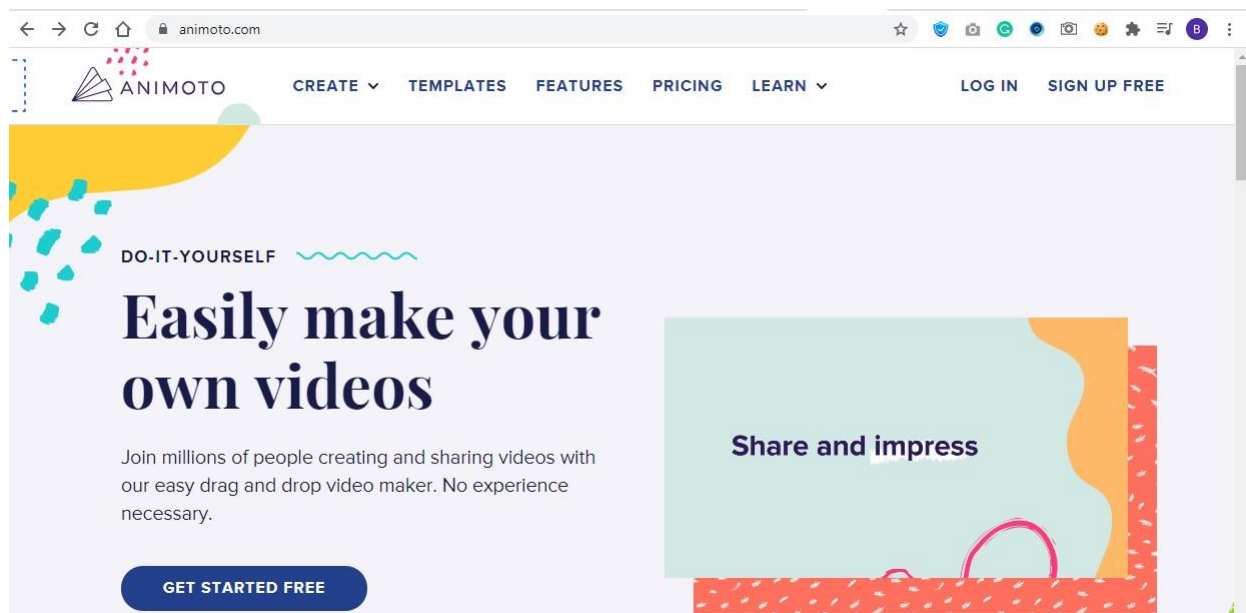 animoto.com
B
ANIMOTO CREATE TEMPLATES FEATURES PRICING LEARN LOG IN SIGN UP FREE
DO-IT-YOURSELF
Easily make your
own videos
Join millions of people creating and sharing videos with
our easy drag and drop video maker. No experience
necessary.
GET STARTED FREE
Share and impress